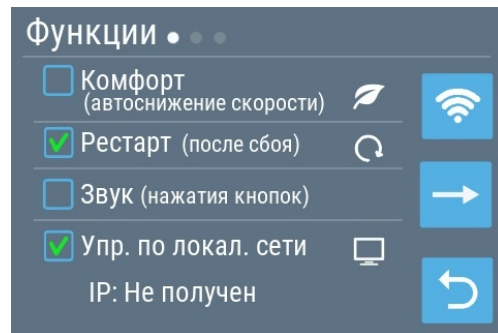 Функции
Комфорт
(автоснижение скорости)
Рестарт (после сбоя)
Звук (нажатия кнопок)
Упр. по локал. сети
IP: Не получен